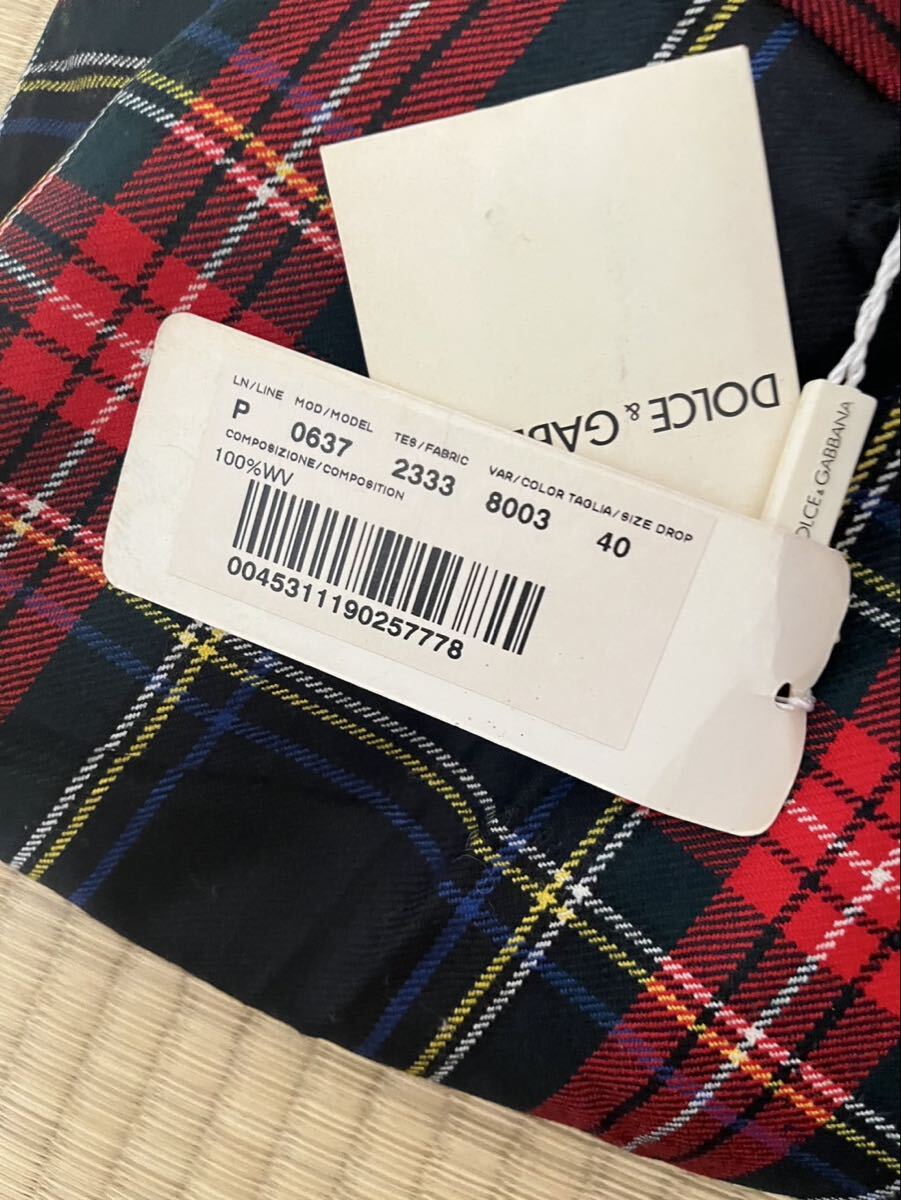 LN/LINE MOD/MODEL TES/FABRIC VAR/COLOR TAGLIA/SIZE DROP
P 0637 2333 8003 40
COMPOSIZIONE/COMPOSITION
100%WV
0045311190257778
DOLCE & GABB
DOLCE & GABBANA